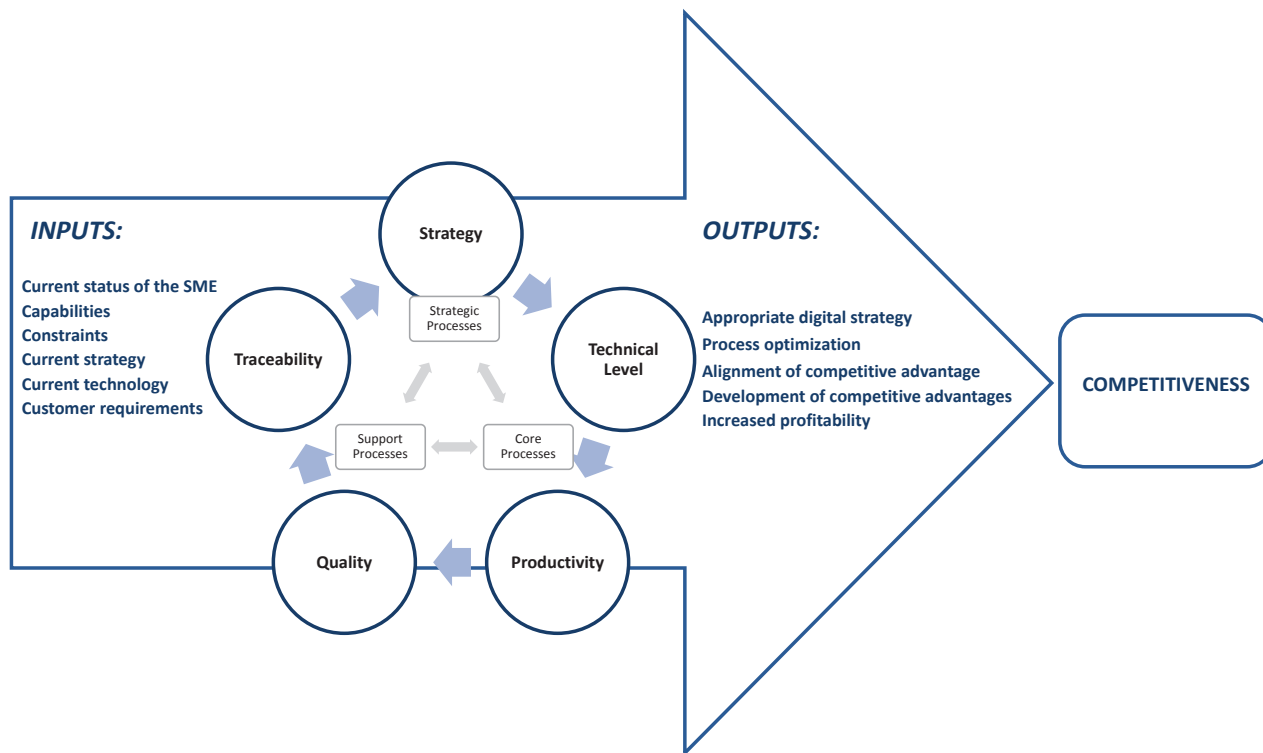 INPUTS:
Current status of the SME
Capabilities
Constraints
Current strategy
Current technology
Customer requirements
Strategy
Strategic
Processes
Traceability
Technical
Level
Support
Processes
Core
Processes
Quality
Productivity
OUTPUTS:
Appropriate digital strategy
Process optimization
Alignment of competitive advantage
Development of competitive advantages
Increased profitability
COMPETITIVENESS